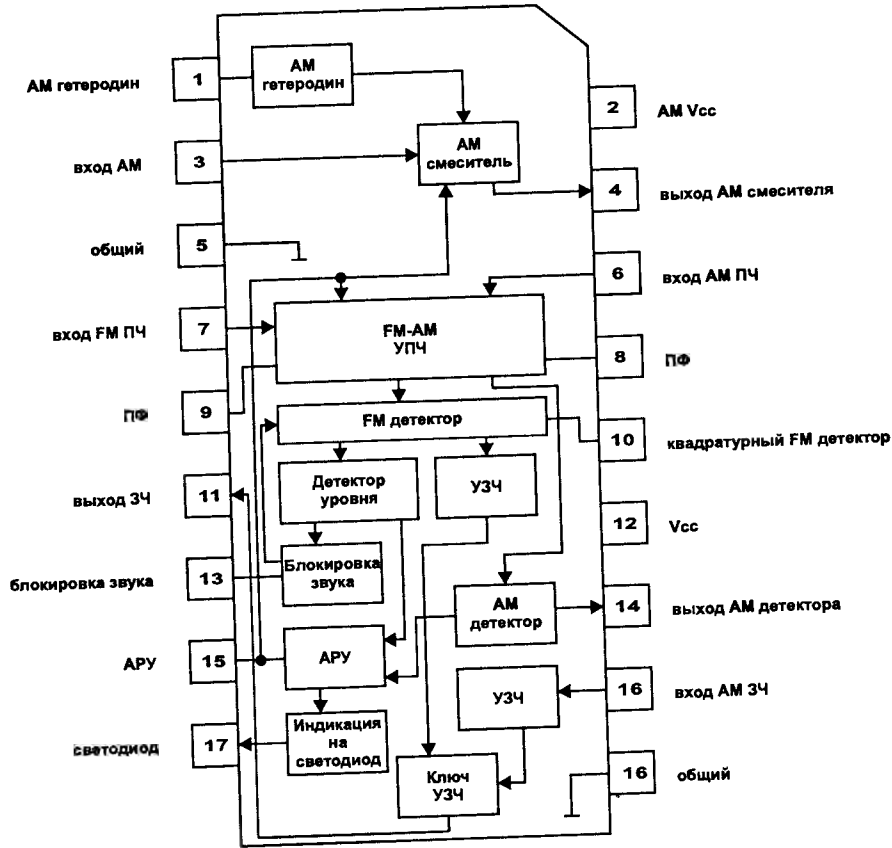 АМ гетеродин
1
АМ
гетеродин
2
АМ Vcc
вход АМ
3
АМ
смеситель
4
выход АМ смесителя
общий
5
6
вход АМ ПЧ
вход FM ПЧ
7
FM-АМ
УПЧ
8
ПФ
ПФ
9
FM детектор
10
квадратурный FM детектор
выход ЗЧ
11
Детектор
уровня
УЗЧ
12
Vcc
блокировка звука
13
Блокировка
звука
АМ
детектор
14
выход АМ детектора
АРУ
15
АРУ
УЗЧ
16
вход АМ ЗЧ
светодиод
17
Индикация
на
светодиод
Ключ
УЗЧ
16
общий